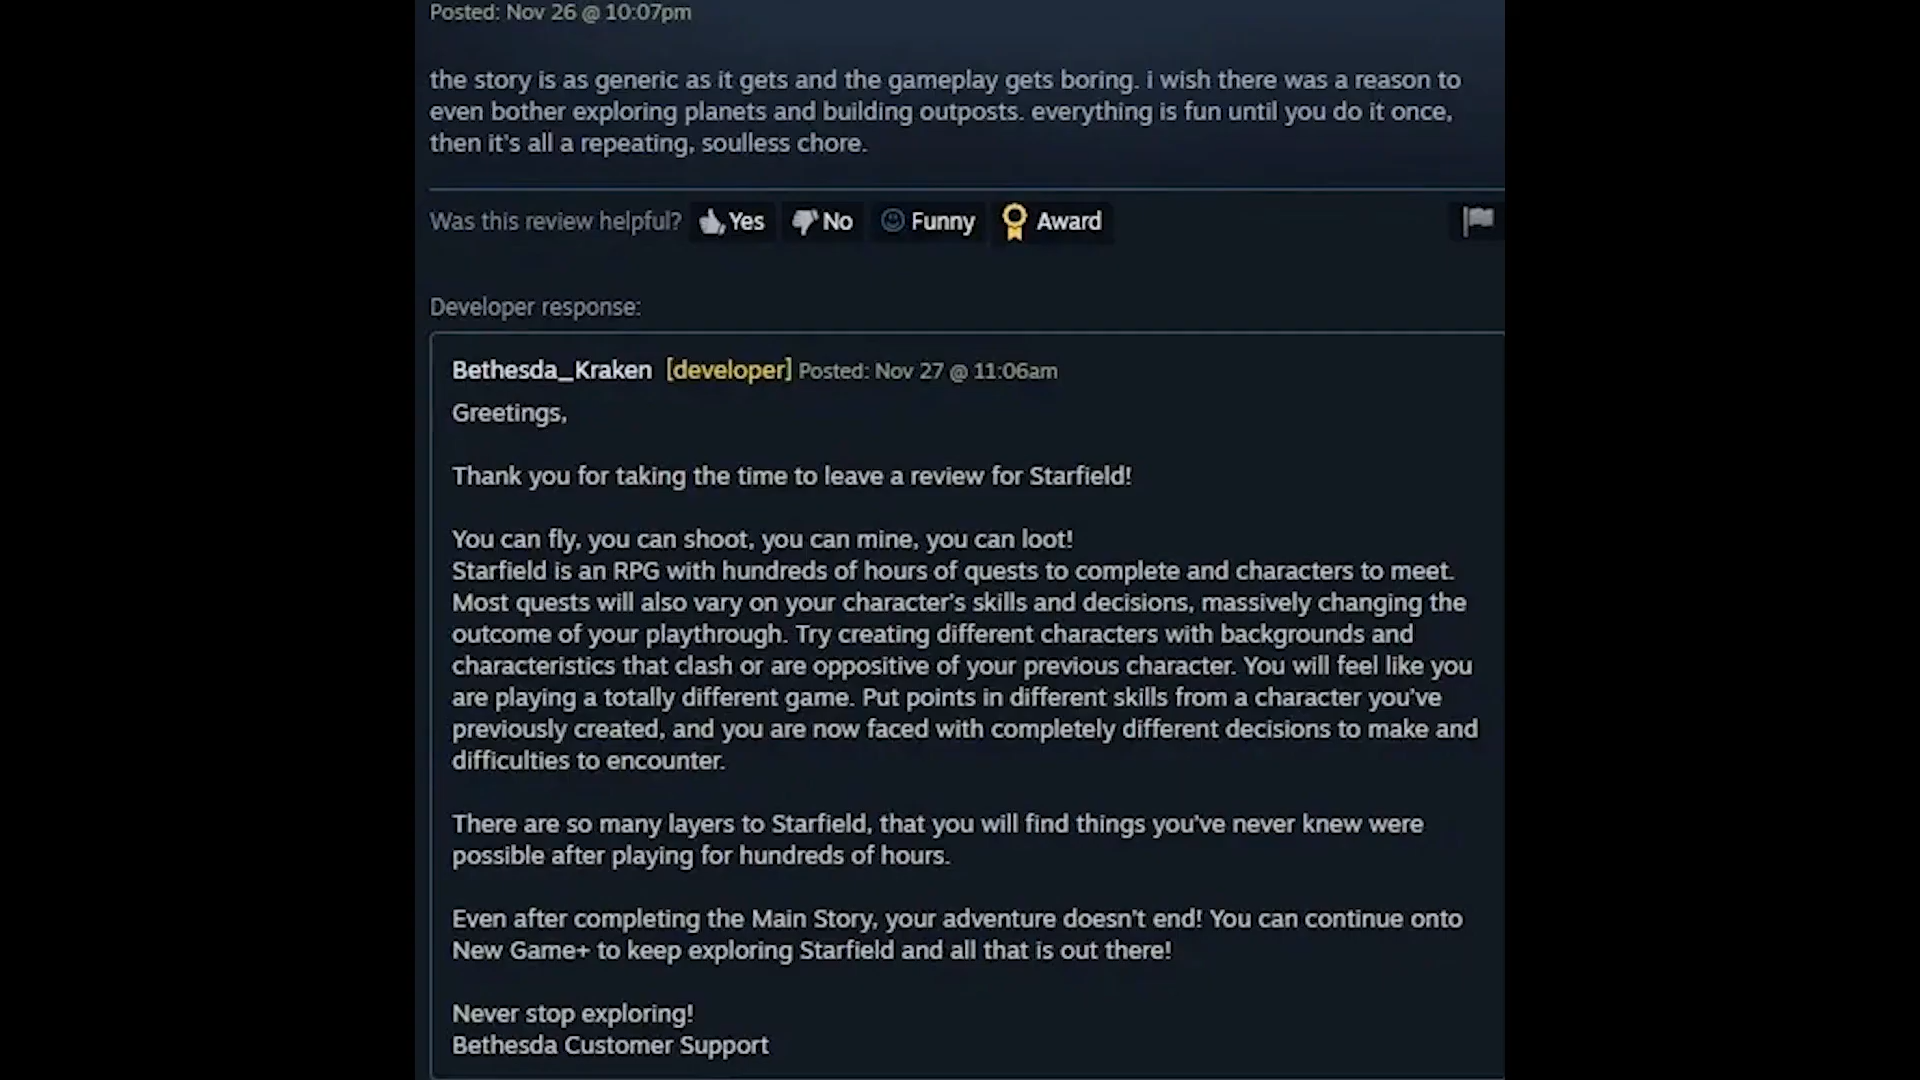 Posted: Nov 26 @ 10:07pm
the story is as generic as it gets and the gameplay gets boring. i wish there was a reason to
even bother exploring planets and building outposts. everything is fun until you do it once,
then it's all a repeating, soulless chore.
Was this review helpful? Yes No Funny Award
Developer response:
Bethesda_Kraken [developer] Posted: Nov 27 @ 11:06am
Greetings,
Thank you for taking the time to leave a review for Starfield!
You can fly, you can shoot, you can mine, you can loot!
Starfield is an RPG with hundreds of hours of quests to complete and characters to meet.
Most quests will also vary on your character's skills and decisions, massively changing the
outcome of your playthrough. Try creating different characters with backgrounds and
characteristics that clash or are oppositive of your previous character. You will feel like you
are playing a totally different game. Put points in different skills from a character you've
previously created, and you are now faced with completely different decisions to make and
difficulties to encounter.
There are so many layers to Starfield, that you will find things you've never knew were
possible after playing for hundreds of hours.
Even after completing the Main Story, your adventure doesn't end! You can continue onto
New Game+ to keep exploring Starfield and all that is out there!
Never stop exploring!
Bethesda Customer Support